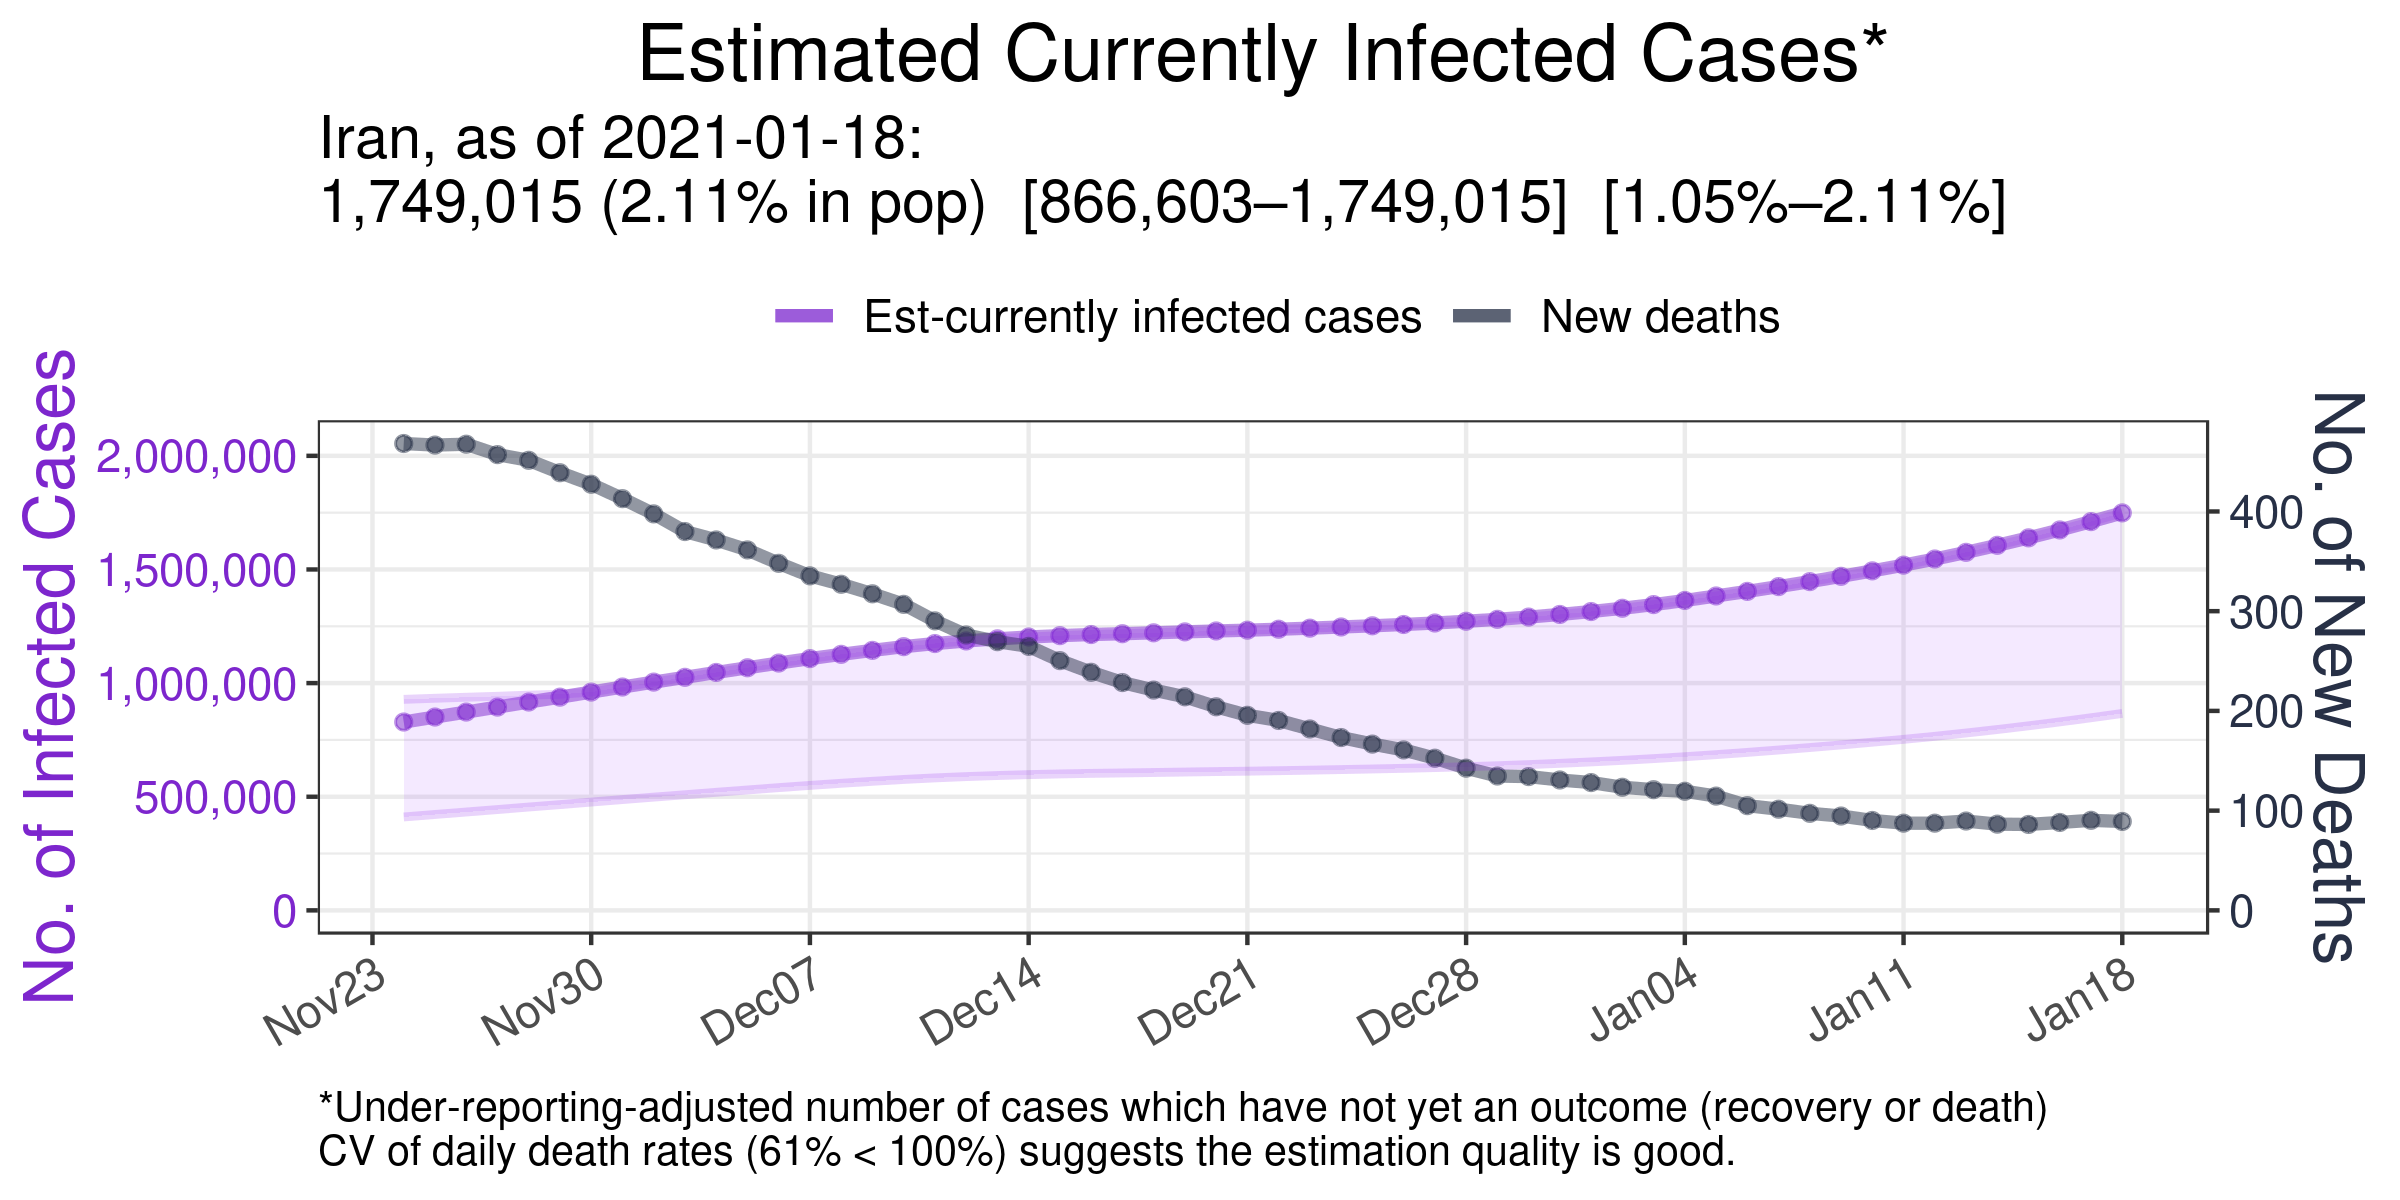 Estimated Currently Infected Cases*
Iran, as of 2021-01-18:
1,749,015 (2.11% in pop)  [866,603–1,749,015]  [1.05%–2.11%]
Est-currently infected cases
New deaths
No. of Infected Cases
2,000,000
1,500,000
1,000,000
500,000
0
No. of New Deaths
400
300
200
100
0
Nov23
Nov30
Dec07
Dec14
Dec21
Dec28
Jan04
Jan11
Jan18
*Under-reporting-adjusted number of cases which have not yet an outcome (recovery or death)
CV of daily death rates (61% < 100%) suggests the estimation quality is good.